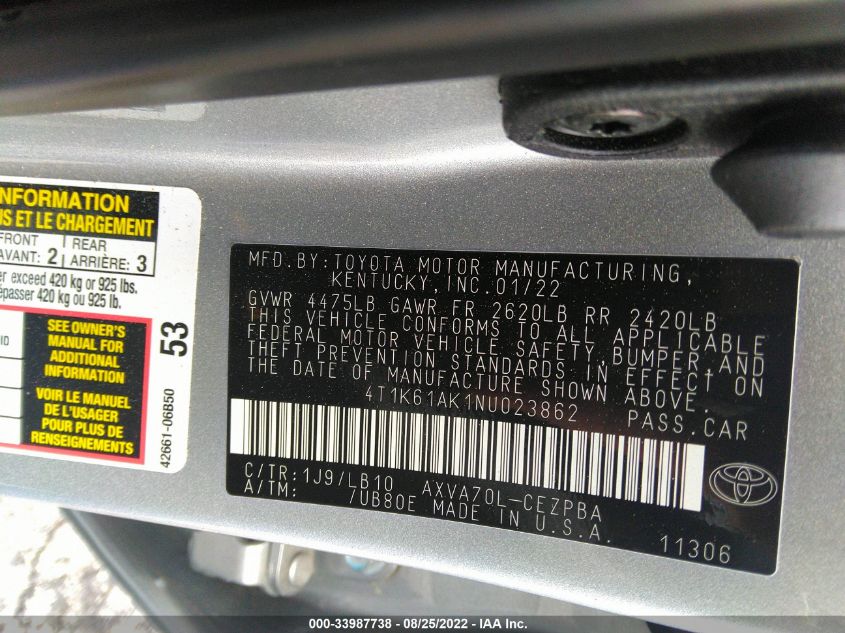 NFORMATION
US ET LE CHARGEMENT
FRONT
AVANT: 2
REAR
ARRIÈRE: 3
er exceed 420 kg or 925 lbs.
épasser 420 kg ou 925 lb.
SEE OWNER'S
MANUAL FOR
ADDITIONAL
INFORMATION
VOIR LE MANUEL
DE L'USAGER
POUR PLUS DE
RENSEIGNEMENTS
53
42661-06B50
MFD.BY:TOYOTA MOTOR MANUFACTURING,
KENTUCKY,INC.01/22
GVWR 4475LB GAWR FR 2620LB RR 2420LB
THIS VEHICLE CONFORMS TO ALL APPLICABLE
FEDERAL MOTOR VEHICLE SAFETY,BUMPER,AND
THEFT PREVENTION STANDARDS IN EFFECT ON
THE DATE OF MANUFACTURE SHOWN ABOVE.
4T1K61AK1NU023862 PASS.CAR
C/TR:1J9/LB10 AXVA70L-CEZPBA
A/TM: /UB80E MADE IN U.S.A.
11306
TOYOTA
000-33987738 - 08/25/2022 - IAA Inc.